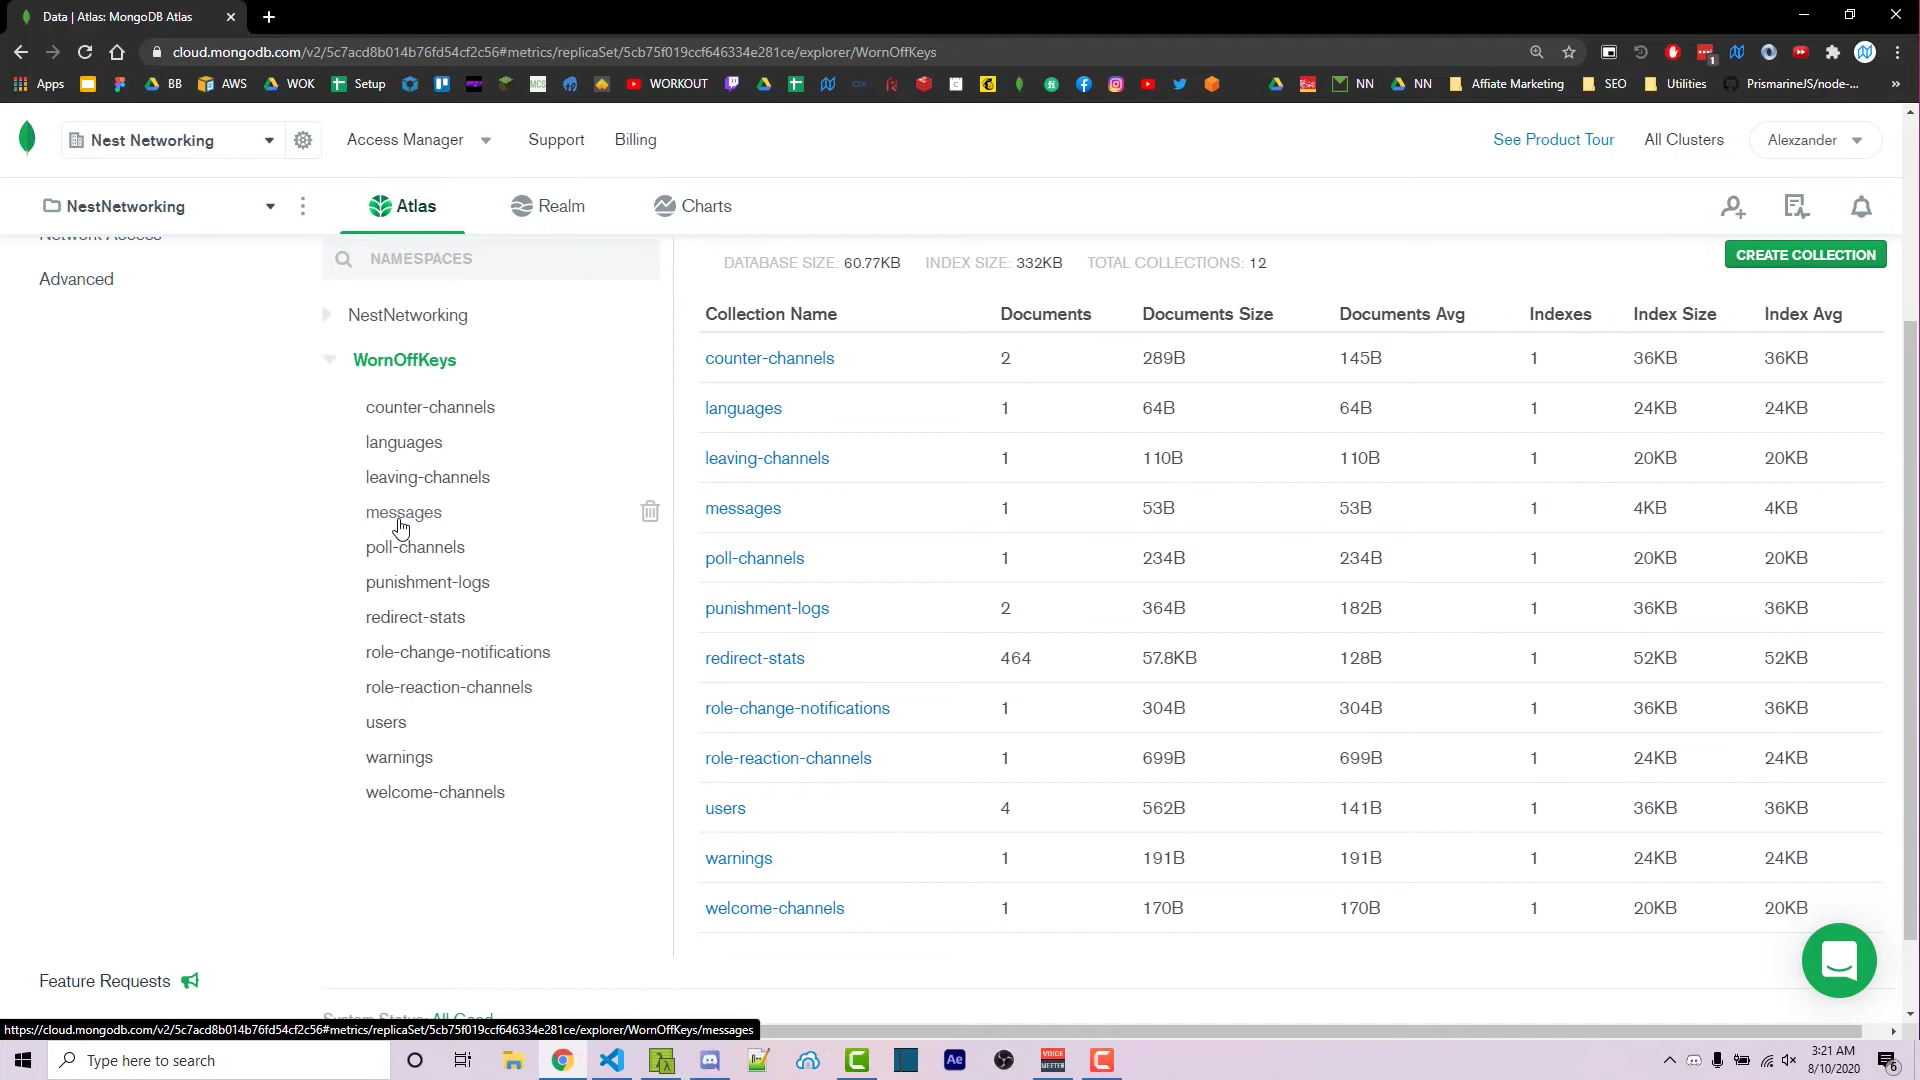 Data | Atlas: MongoDB Atlas
cloud.mongodb.com/v2/5c7acd8b014b76fd54cf2c56#metrics/replicaSet/5cb75f019ccf646334e281ce/explorer/WornOffKeys
Apps BB AWS WOK Setup WORKOUT NN NN Affiate Marketing SEO Utilities PrismarineJS/node-...
Nest Networking Access Manager Support Billing See Product Tour All Clusters Alexzander
NestNetworking Atlas Realm Charts
Network Access
Advanced
NAMESPACES
NestNetworking
WornOffKeys
counter-channels
languages
leaving-channels
messages
poll-channels
punishment-logs
redirect-stats
role-change-notifications
role-reaction-channels
users
warnings
welcome-channels
DATABASE SIZE: 60.77KB INDEX SIZE: 332KB TOTAL COLLECTIONS: 12
CREATE COLLECTION
Collection Name Documents Documents Size Documents Avg Indexes Index Size Index Avg
counter-channels 2 289B 145B 1 36KB 36KB
languages 1 64B 64B 1 24KB 24KB
leaving-channels 1 110B 110B 1 20KB 20KB
messages 1 53B 53B 1 4KB 4KB
poll-channels 1 234B 234B 1 20KB 20KB
punishment-logs 2 364B 182B 1 36KB 36KB
redirect-stats 464 57.8KB 128B 1 52KB 52KB
role-change-notifications 1 304B 304B 1 36KB 36KB
role-reaction-channels 1 699B 699B 1 24KB 24KB
users 4 562B 141B 1 36KB 36KB
warnings 1 191B 191B 1 24KB 24KB
welcome-channels 1 170B 170B 1 20KB 20KB
Feature Requests
System Status: All Good
https://cloud.mongodb.com/v2/5c7acd8b014b76fd54cf2c56#metrics/replicaSet/5cb75f019ccf646334e281ce/explorer/WornOffKeys/messages
Type here to search
Ae
VOICE
MEETER
3:21 AM
8/10/2020
6